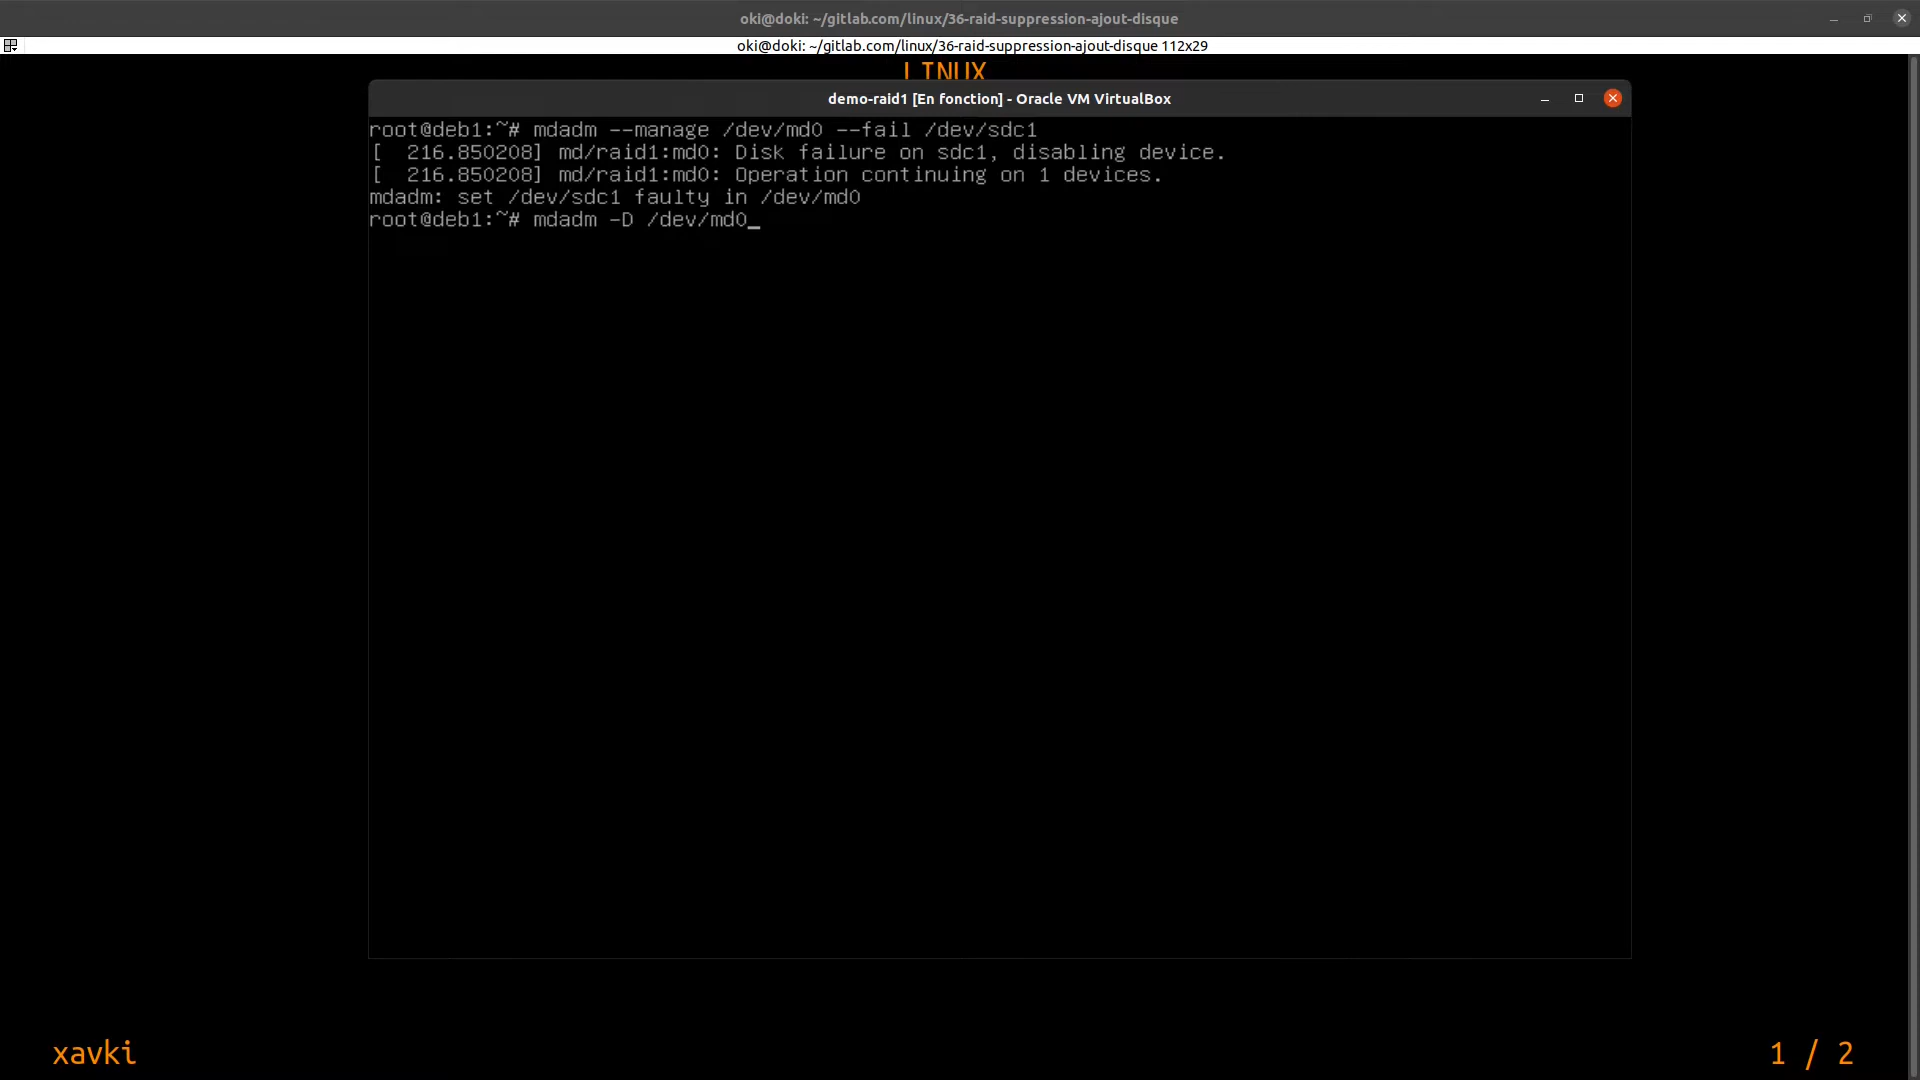 oki@doki: ~/gitlab.com/linux/36-raid-suppression-ajout-disque
oki@doki: ~/gitlab.com/linux/36-raid-suppression-ajout-disque 112x29
LINUX
demo-raid1 [En fonction] - Oracle VM VirtualBox
root@deb1:~# mdadm --manage /dev/md0 --fail /dev/sdc1
[  216.850208] md/raid1:md0: Disk failure on sdc1, disabling device.
[  216.850208] md/raid1:md0: Operation continuing on 1 devices.
mdadm: set /dev/sdc1 faulty in /dev/md0
root@deb1:~# mdadm -D /dev/md0_
xavki
1 / 2